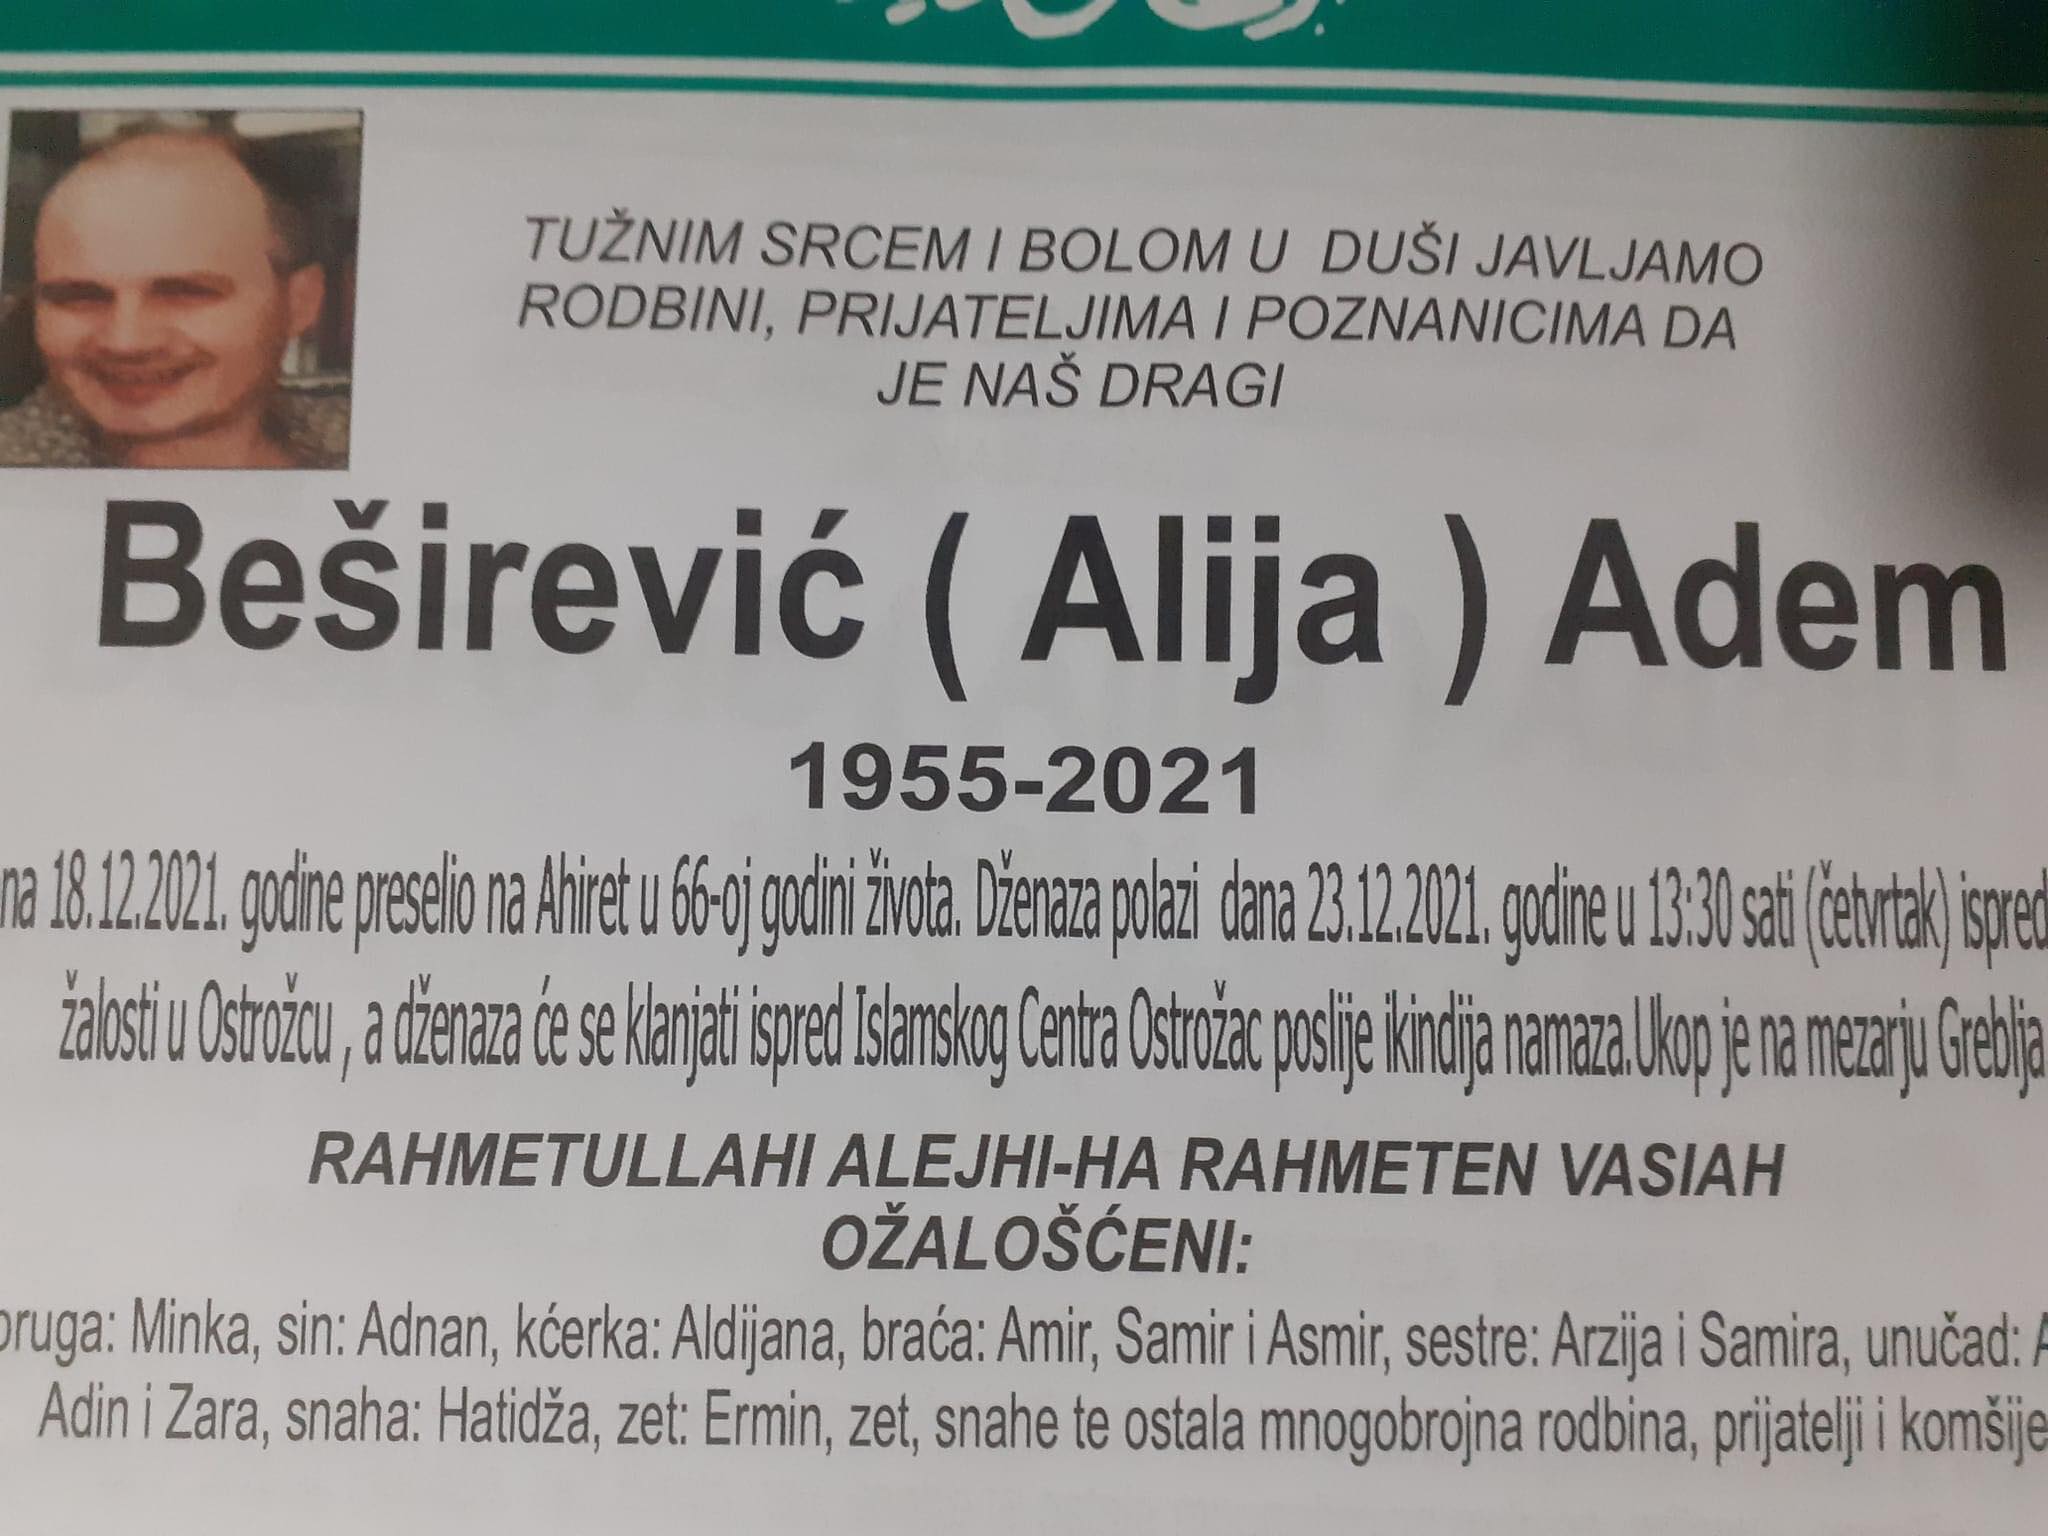 TUŽNIM SRCEM I BOLOM U DUŠI JAVLJAMO
RODBINI, PRIJATELJIMA I POZNANICIMA DA
JE NAŠ DRAGI
Beširević ( Alija ) Adem
1955-2021
na 18.12.2021. godine preselio na Ahiret u 66-oj godini života. Dženaza polazi dana 23.12.2021. godine u 13:30 sati (četvrtak) ispred
žalosti u Ostrožcu , a dženaza će se klanjati ispred Islamskog Centra Ostrožac poslije ikindija namaza.Ukop je na mezarju Greblja
RAHMETULLAHI ALEJHI-HA RAHMETEN VASIAH
OŽALOŠĆENI:
oruga: Minka, sin: Adnan, kćerka: Aldijana, braća: Amir, Samir i Asmir, sestre: Arzija i Samira, unučad: A
Adin i Zara, snaha: Hatidža, zet: Ermin, zet, snahe te ostala mnogobrojna rodbina, prijatelji i komšije